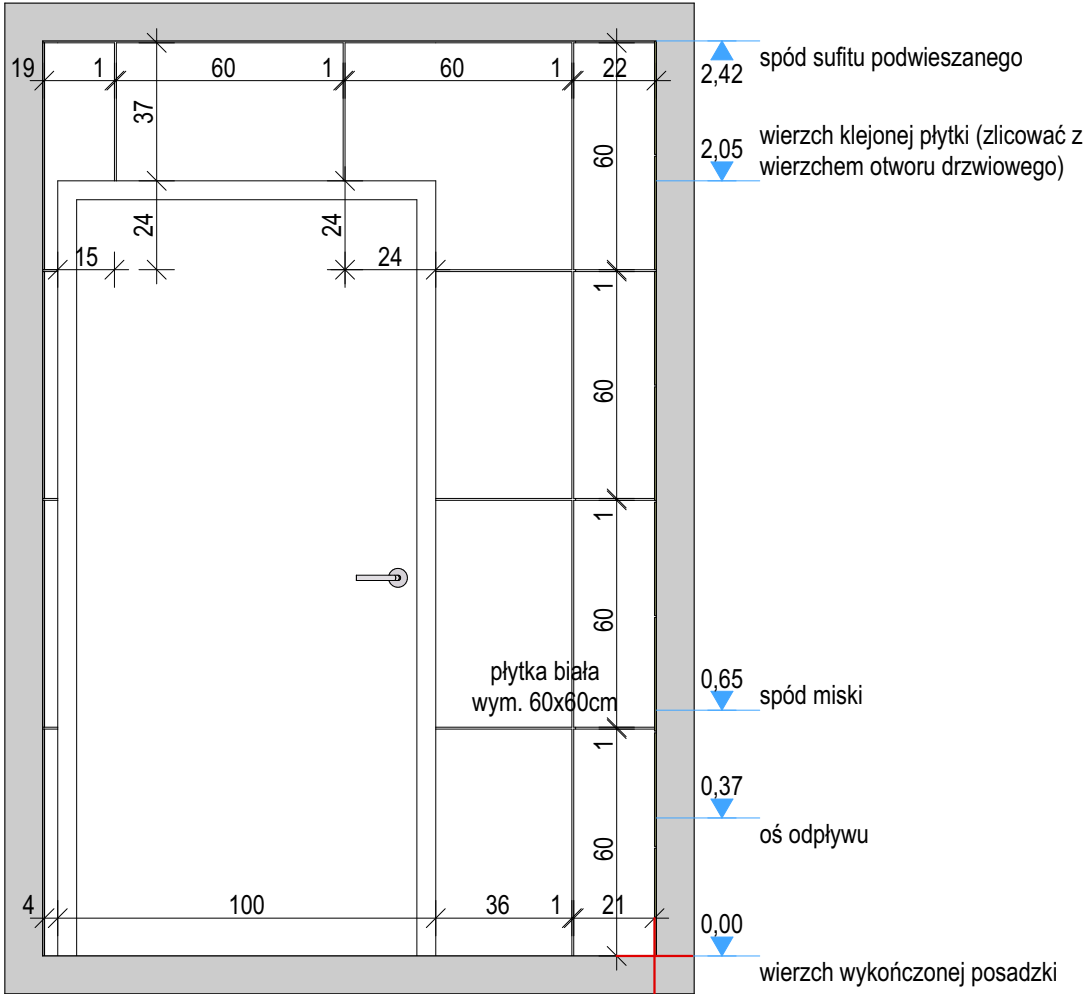 19 1 60 1 60 1 22
2,42
spód sufitu podwieszanego
37
60
2,05
wierzch klejonej płytki (zlicować z
wierzchem otworu drzwiowego)
24
24
15
24
1
60
1
60
płytka biała
wym. 60x60cm
0,65
spód miski
1
0,37
oś odpływu
60
4 100 36 1 21
0,00
wierzch wykończonej posadzki